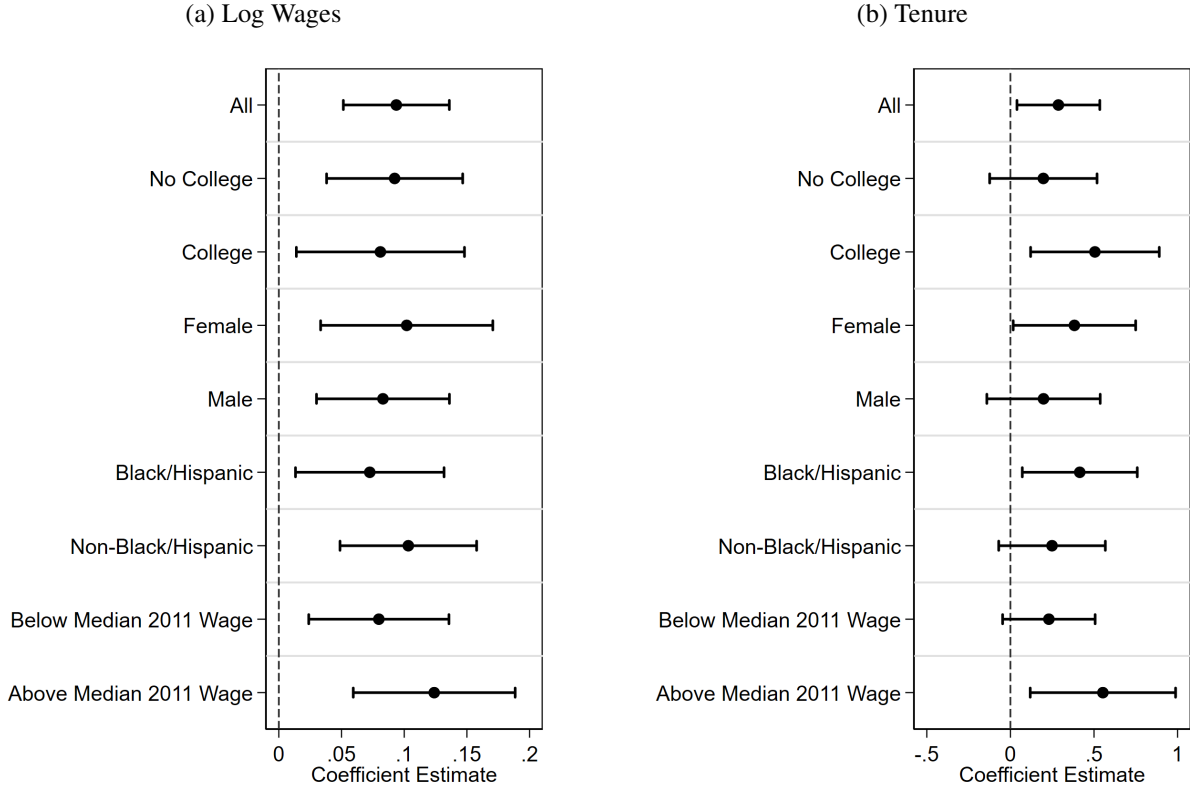 (a) Log Wages
All
No College
College
Female
Male
Black/Hispanic
Non-Black/Hispanic
Below Median 2011 Wage
Above Median 2011 Wage
0 .05 .1 .15 .2
Coefficient Estimate
(b) Tenure
All
No College
College
Female
Male
Black/Hispanic
Non-Black/Hispanic
Below Median 2011 Wage
Above Median 2011 Wage
-.5 0 .5 1
Coefficient Estimate